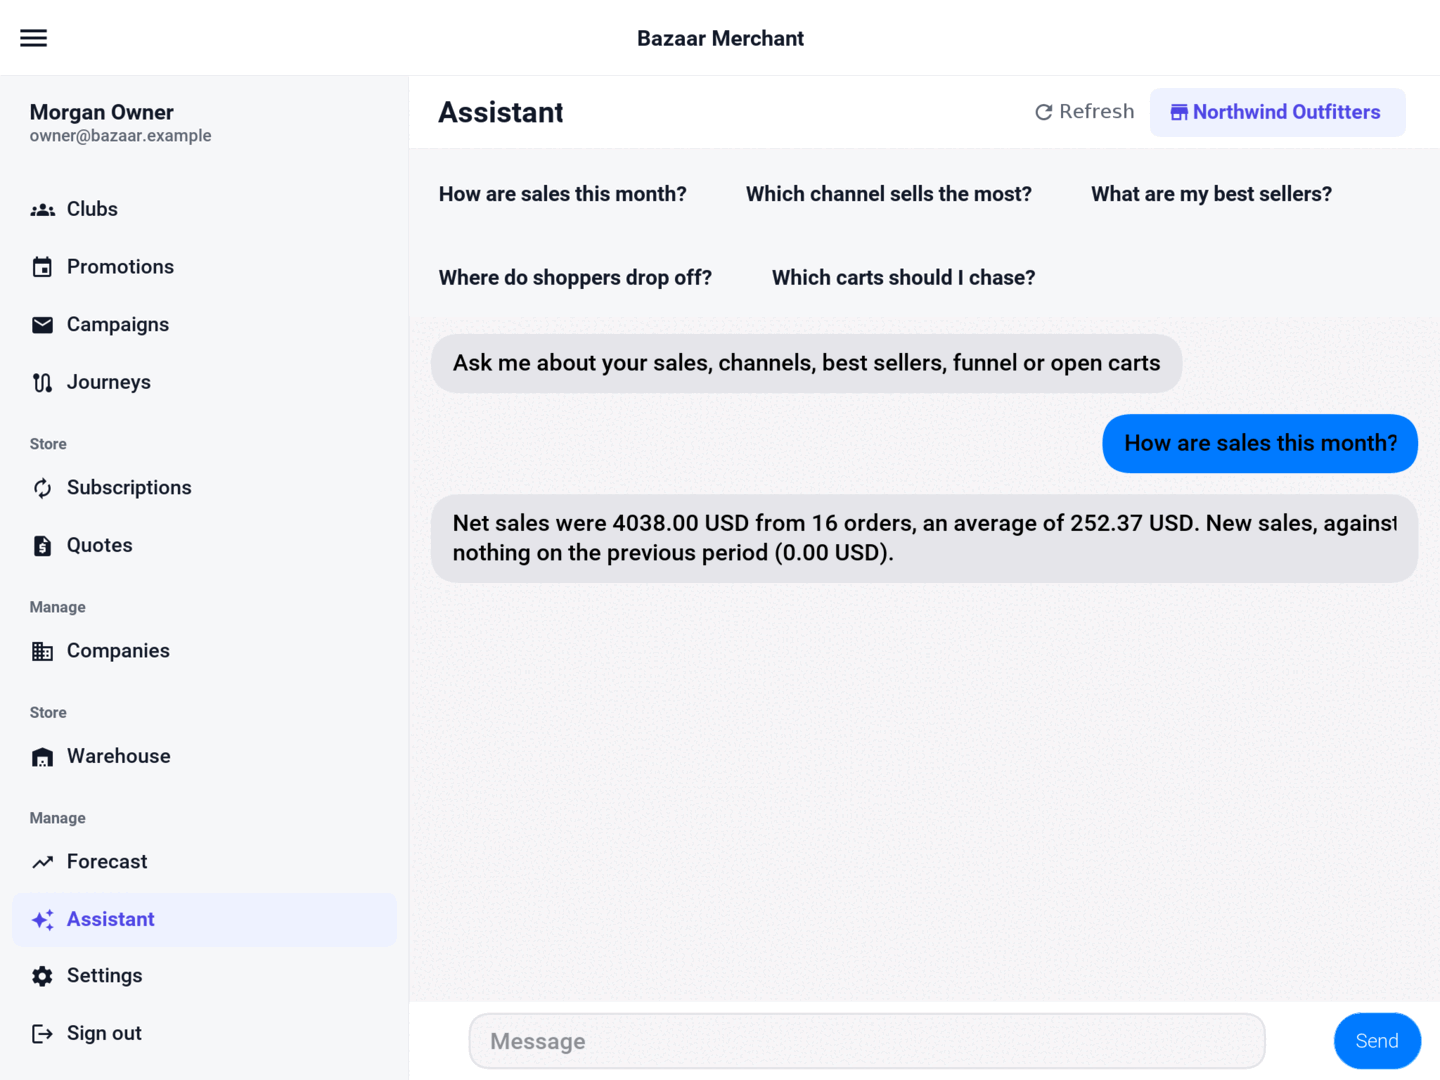 Bazaar Merchant
Morgan Owner
owner@bazaar.example
Clubs
Promotions
Campaigns
Journeys
Store
Subscriptions
Quotes
Manage
Companies
Store
Warehouse
Manage
Forecast
Assistant
Settings
Sign out
Assistant
Refresh
Northwind Outfitters
How are sales this month?
Which channel sells the most?
What are my best sellers?
Where do shoppers drop off?
Which carts should I chase?
Ask me about your sales, channels, best sellers, funnel or open carts
How are sales this month?
Net sales were 4038.00 USD from 16 orders, an average of 252.37 USD. New sales, against
nothing on the previous period (0.00 USD).
Message
Send